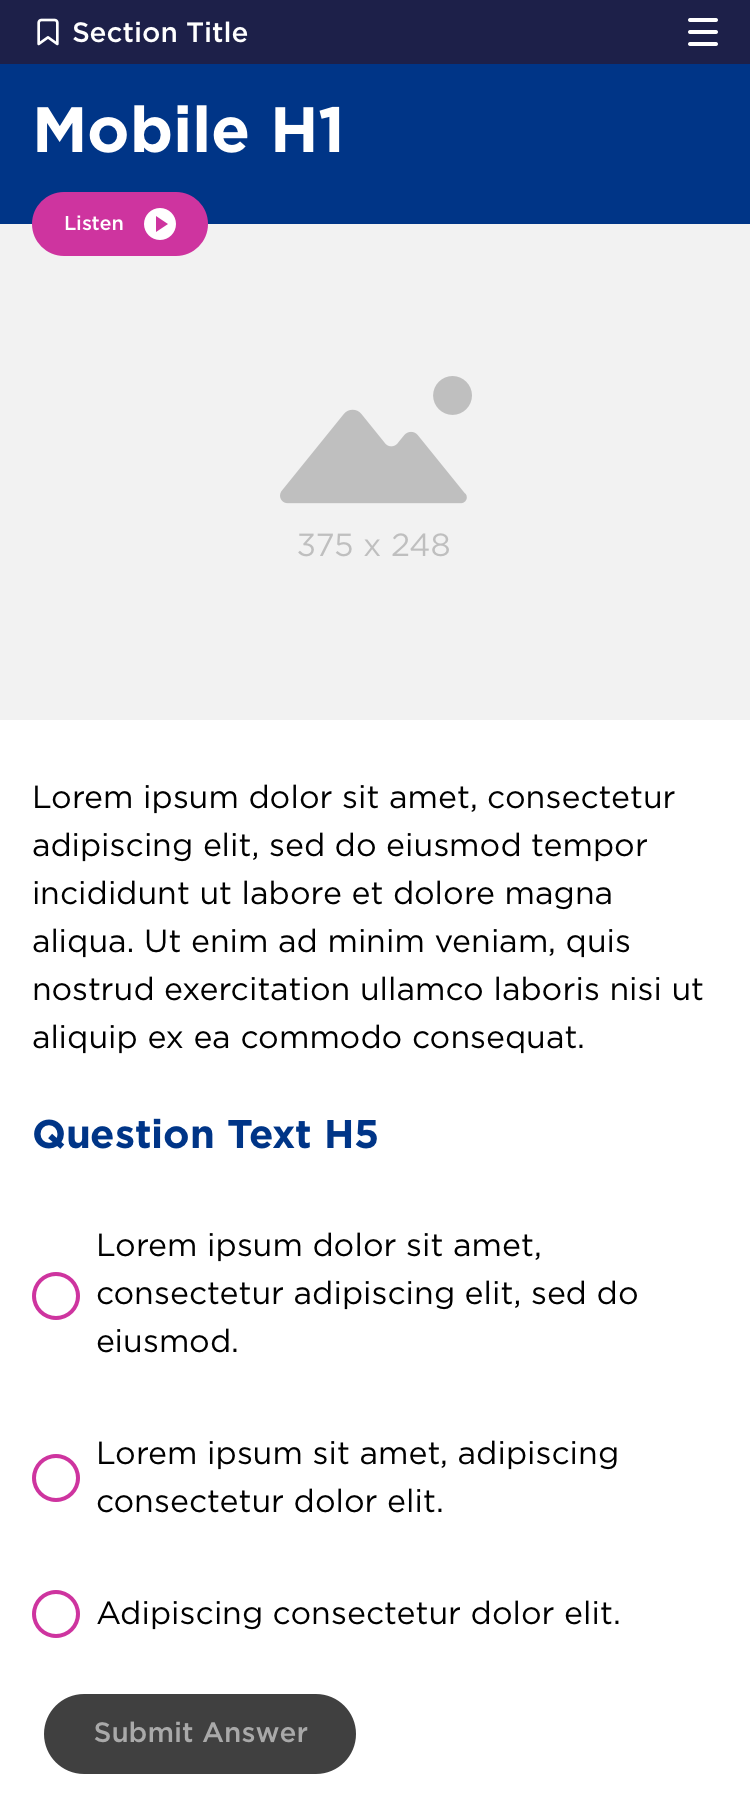 Section Title
Mobile H1
Listen
375 x 248
Lorem ipsum dolor sit amet, consectetur
adipiscing elit, sed do eiusmod tempor
incididunt ut labore et dolore magna
aliqua. Ut enim ad minim veniam, quis
nostrud exercitation ullamco laboris nisi ut
aliquip ex ea commodo consequat.
Question Text H5
Lorem ipsum dolor sit amet,
consectetur adipiscing elit, sed do
eiusmod.
Lorem ipsum sit amet, adipiscing
consectetur dolor elit.
Adipiscing consectetur dolor elit.
Submit Answer